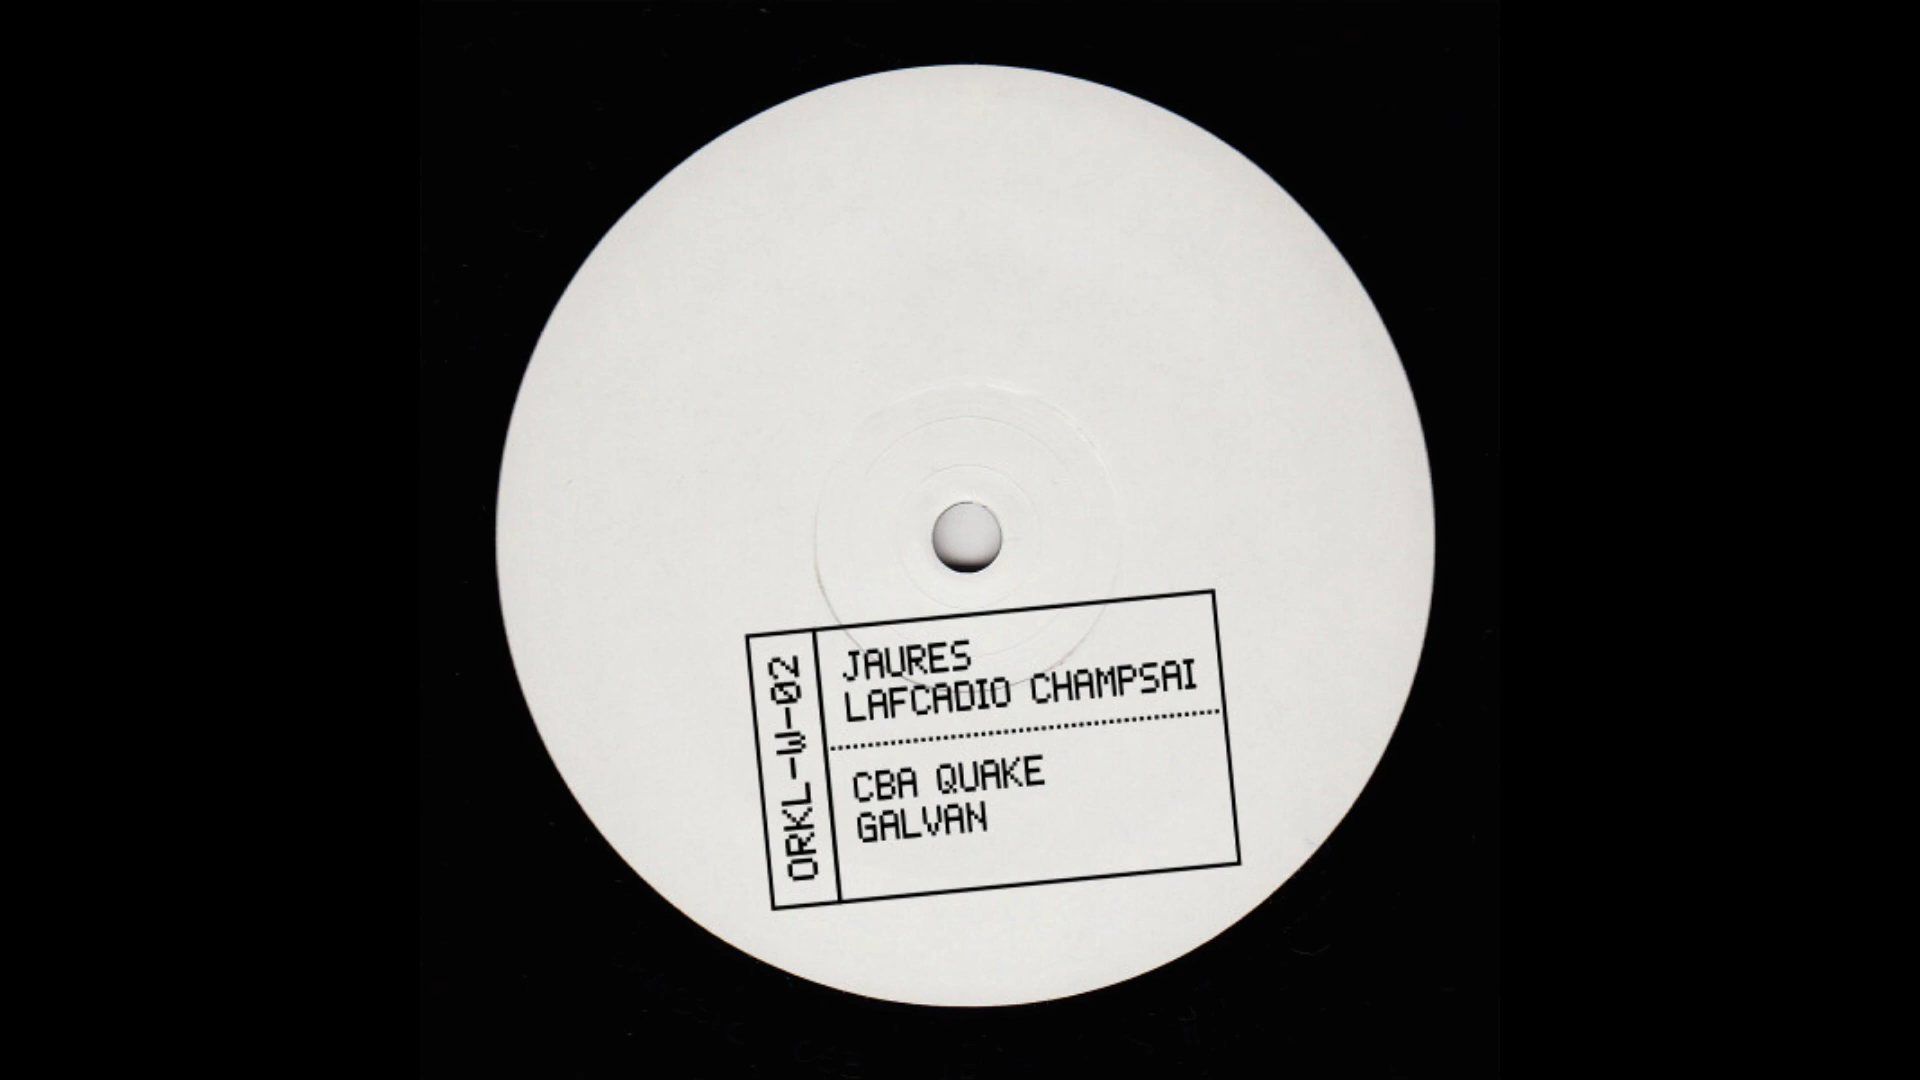 ORKL-W-02
JAURES
LAFCADIO CHAMPSAI
CBA QUAKE
GALVAN